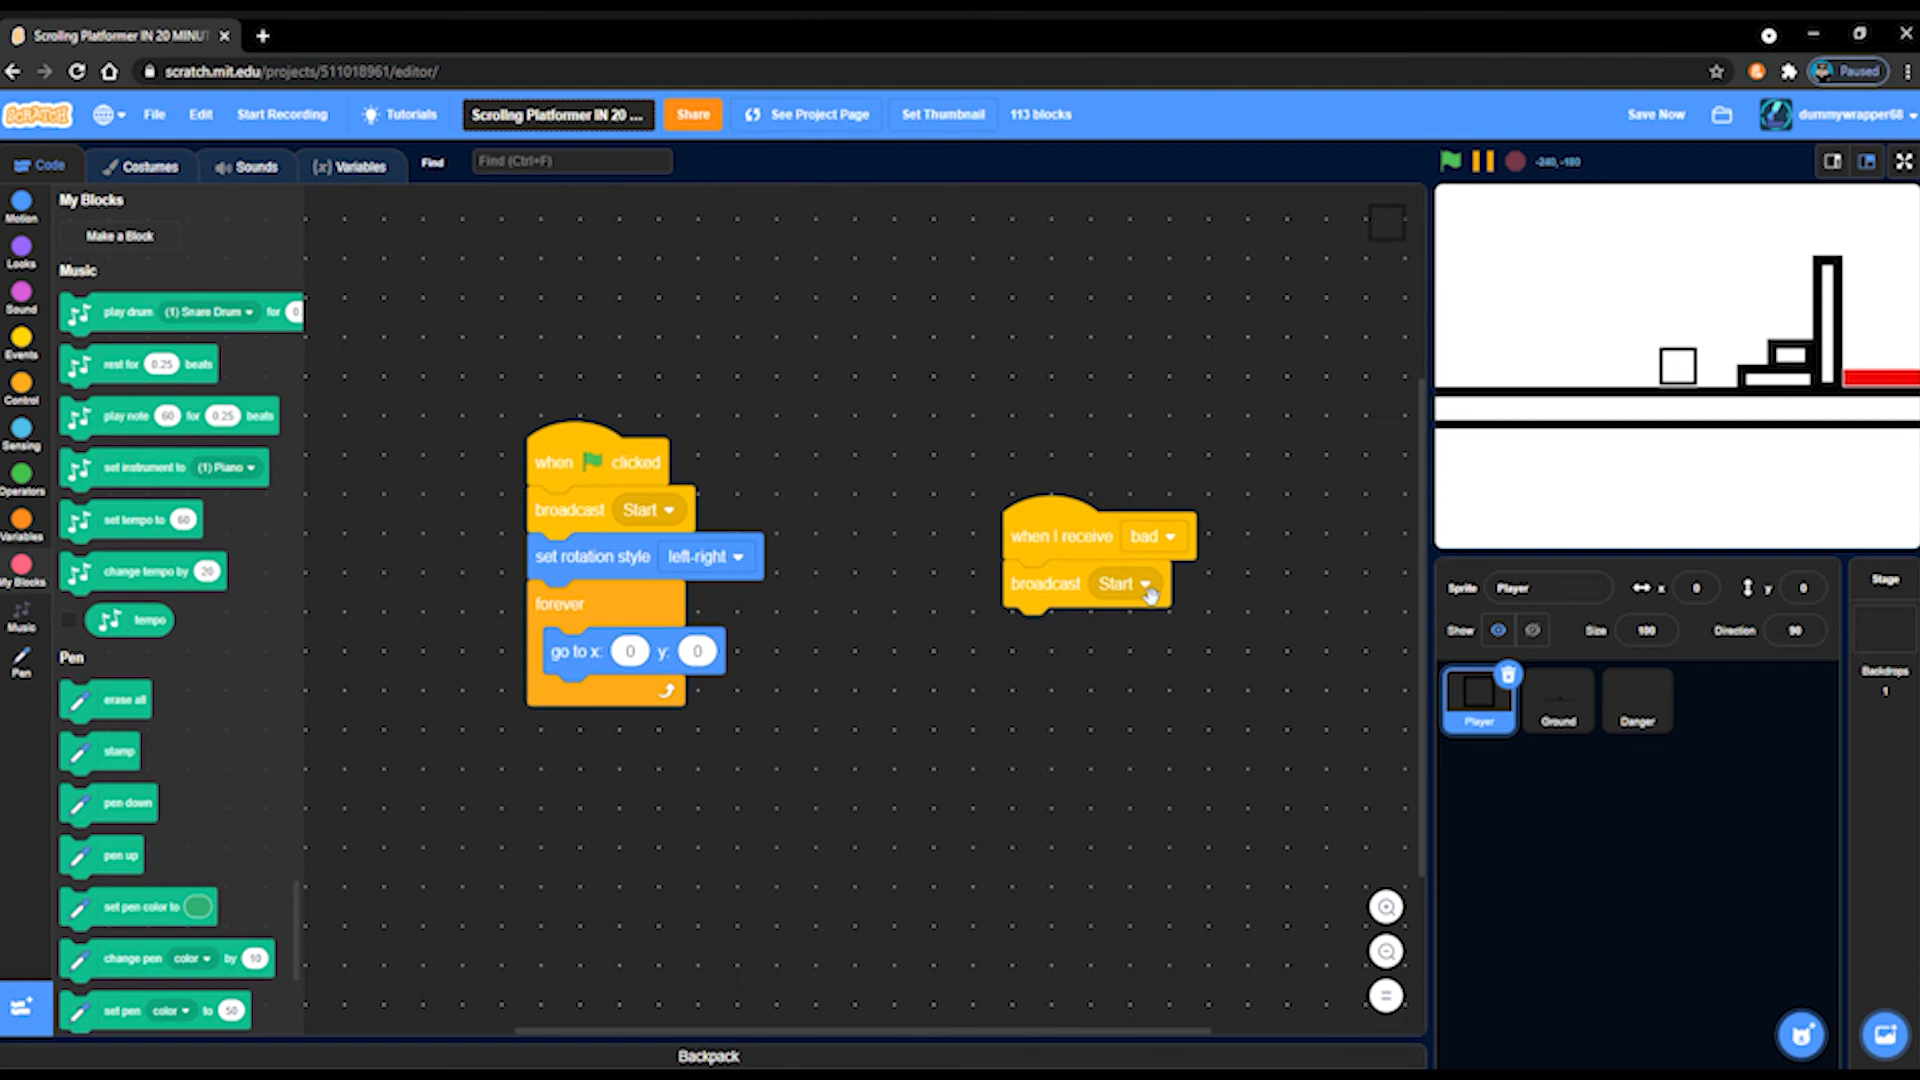 Scrolling Platformer IN 20 MINUT
scratch.mit.edu/projects/511018961/editor/
Paused
SCRATCH
File
Edit
Start Recording
Tutorials
Scrolling Platformer IN 20 ....
Share
See Project Page
Set Thumbnail
113 blocks
Save Now
dummywrapper68
Code
Costumes
Sounds
(x) Variables
Find
Find (Ctrl+F)
-240, -180
Motion
Looks
Sound
Events
Control
Sensing
Operators
Variables
My Blocks
Music
Pen
My Blocks
Make a Block
Music
play drum (1) Snare Drum for 0
rest for 0.25 beats
play note 60 for 0.25 beats
set instrument to (1) Piano
set tempo to 60
change tempo by 20
tempo
Pen
erase all
stamp
pen down
pen up
set pen color to
change pen color by 10
set pen color to 50
when clicked
broadcast Start
set rotation style left-right
forever
go to x: 0 y: 0
when I receive bad
broadcast Start
Sprite Player x 0 y 0
Show Size 100 Direction 90
Player
Ground
Danger
Stage
Backdrops
1
Backpack